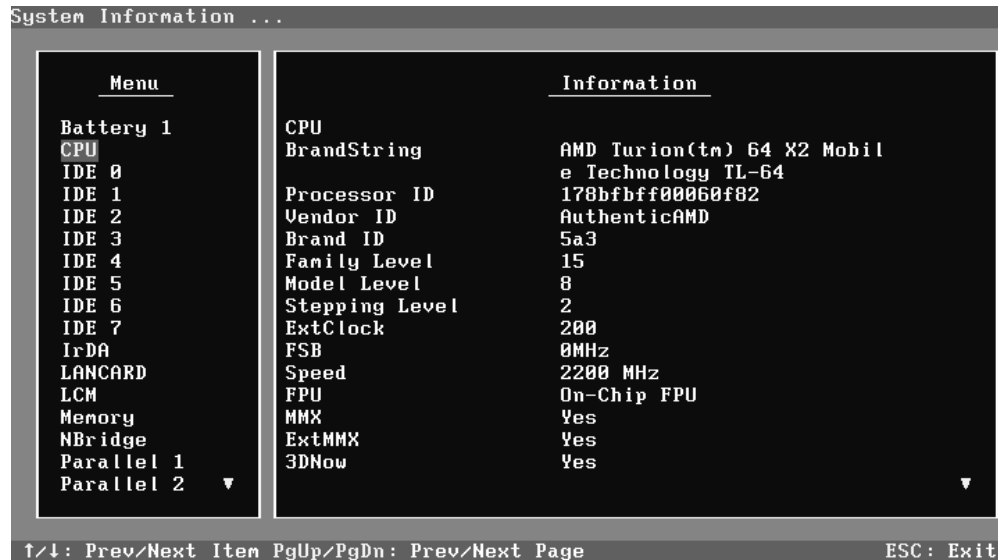 System Information ...
Menu
Battery 1
CPU
IDE 0
IDE 1
IDE 2
IDE 3
IDE 4
IDE 5
IDE 6
IDE 7
IrDA
LANCARD
LCM
Memory
NBridge
Parallel 1
Parallel 2 ▼
Information
CPU
BrandString AMD Turion(tm) 64 X2 Mobil
e Technology TL-64
Processor ID 178bfbff00060f82
Vendor ID AuthenticAMD
Brand ID 5a3
Family Level 15
Model Level 8
Stepping Level 2
ExtClock 200
FSB 0MHz
Speed 2200 MHz
FPU On-Chip FPU
MMX Yes
ExtMMX Yes
3DNow Yes
▼
↑/↓: Prev/Next Item PgUp/PgDn: Prev/Next Page ESC: Exit